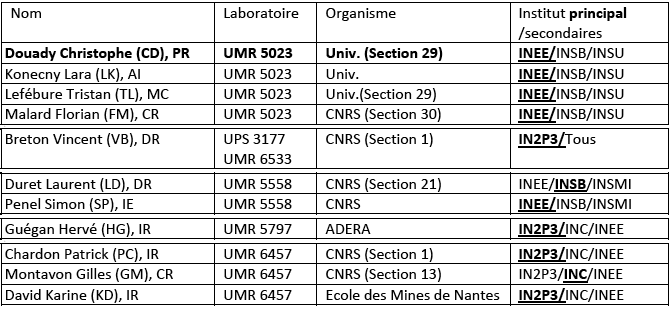 Nom Laboratoire Organisme Institut principal
/secondaires
Douady Christophe (CD), PR UMR 5023 Univ. (Section 29) INEE/INSB/INSU
Konecny Lara (LK), AI UMR 5023 Univ. INEE/INSB/INSU
Lefébure Tristan (TL), MC UMR 5023 Univ.(Section 29) INEE/INSB/INSU
Malard Florian (FM), CR UMR 5023 CNRS (Section 30) INEE/INSB/INSU
Breton Vincent (VB), DR UPS 3177 CNRS (Section 1) IN2P3/Tous
UMR 6533
Duret Laurent (LD), DR UMR 5558 CNRS (Section 21) INEE/INSB/INSMI
Penel Simon (SP), IE UMR 5558 CNRS INEE/INSB/INSMI
Guégan Hervé (HG), IR UMR 5797 ADERA IN2P3/INC/INEE
Chardon Patrick (PC), IR UMR 6457 CNRS (Section 1) IN2P3/INC/INEE
Montavon Gilles (GM), CR UMR 6457 CNRS (Section 13) IN2P3/INC/INEE
David Karine (KD), IR UMR 6457 Ecole des Mines de Nantes IN2P3/INC/INEE